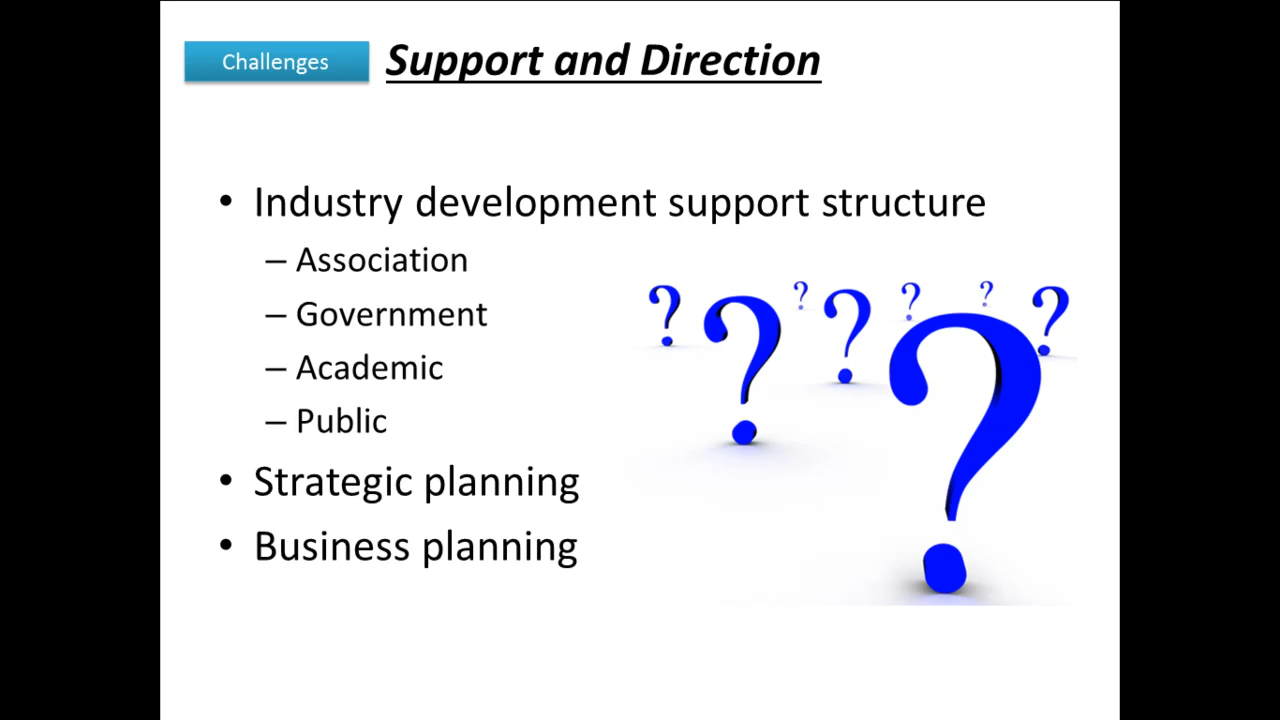 Challenges
Support and Direction
• Industry development support structure
– Association
– Government
– Academic
– Public
• Strategic planning
• Business planning
? ? ? ? ? ? ? ?